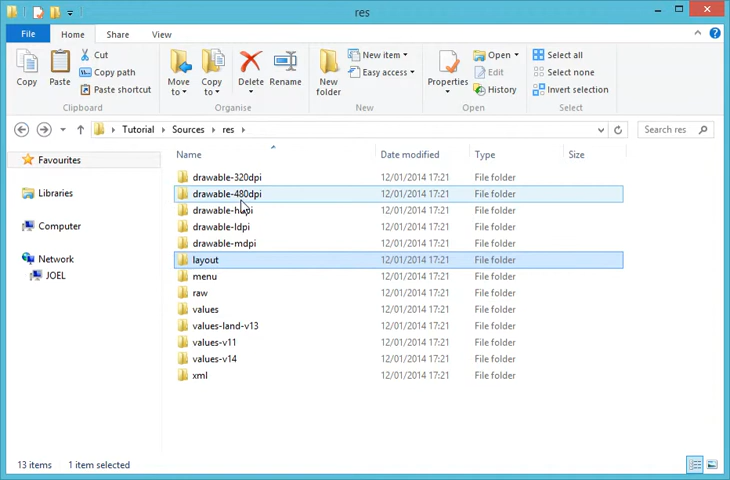 res
File Home Share View
Copy
Paste
Cut
Copy path
Paste shortcut
Clipboard
Move to
Copy to
Delete
Rename
Organise
New folder
New item
Easy access
New
Properties
Open
Edit
History
Open
Select all
Select none
Invert selection
Select
Tutorial Sources res
Search res
Favourites
Libraries
Computer
Network
JOEL
Name Date modified Type Size
drawable-320dpi 12/01/2014 17:21 File folder
drawable-480dpi 12/01/2014 17:21 File folder
12/01/2014 17:21 File folder
drawable-ldpi 12/01/2014 17:21 File folder
drawable-mdpi 12/01/2014 17:21 File folder
layout 12/01/2014 17:21 File folder
menu 12/01/2014 17:21 File folder
raw 12/01/2014 17:21 File folder
values 12/01/2014 17:21 File folder
values-land-v13 12/01/2014 17:21 File folder
values-v11 12/01/2014 17:21 File folder
values-v14 12/01/2014 17:21 File folder
xml 12/01/2014 17:21 File folder
13 items 1 item selected